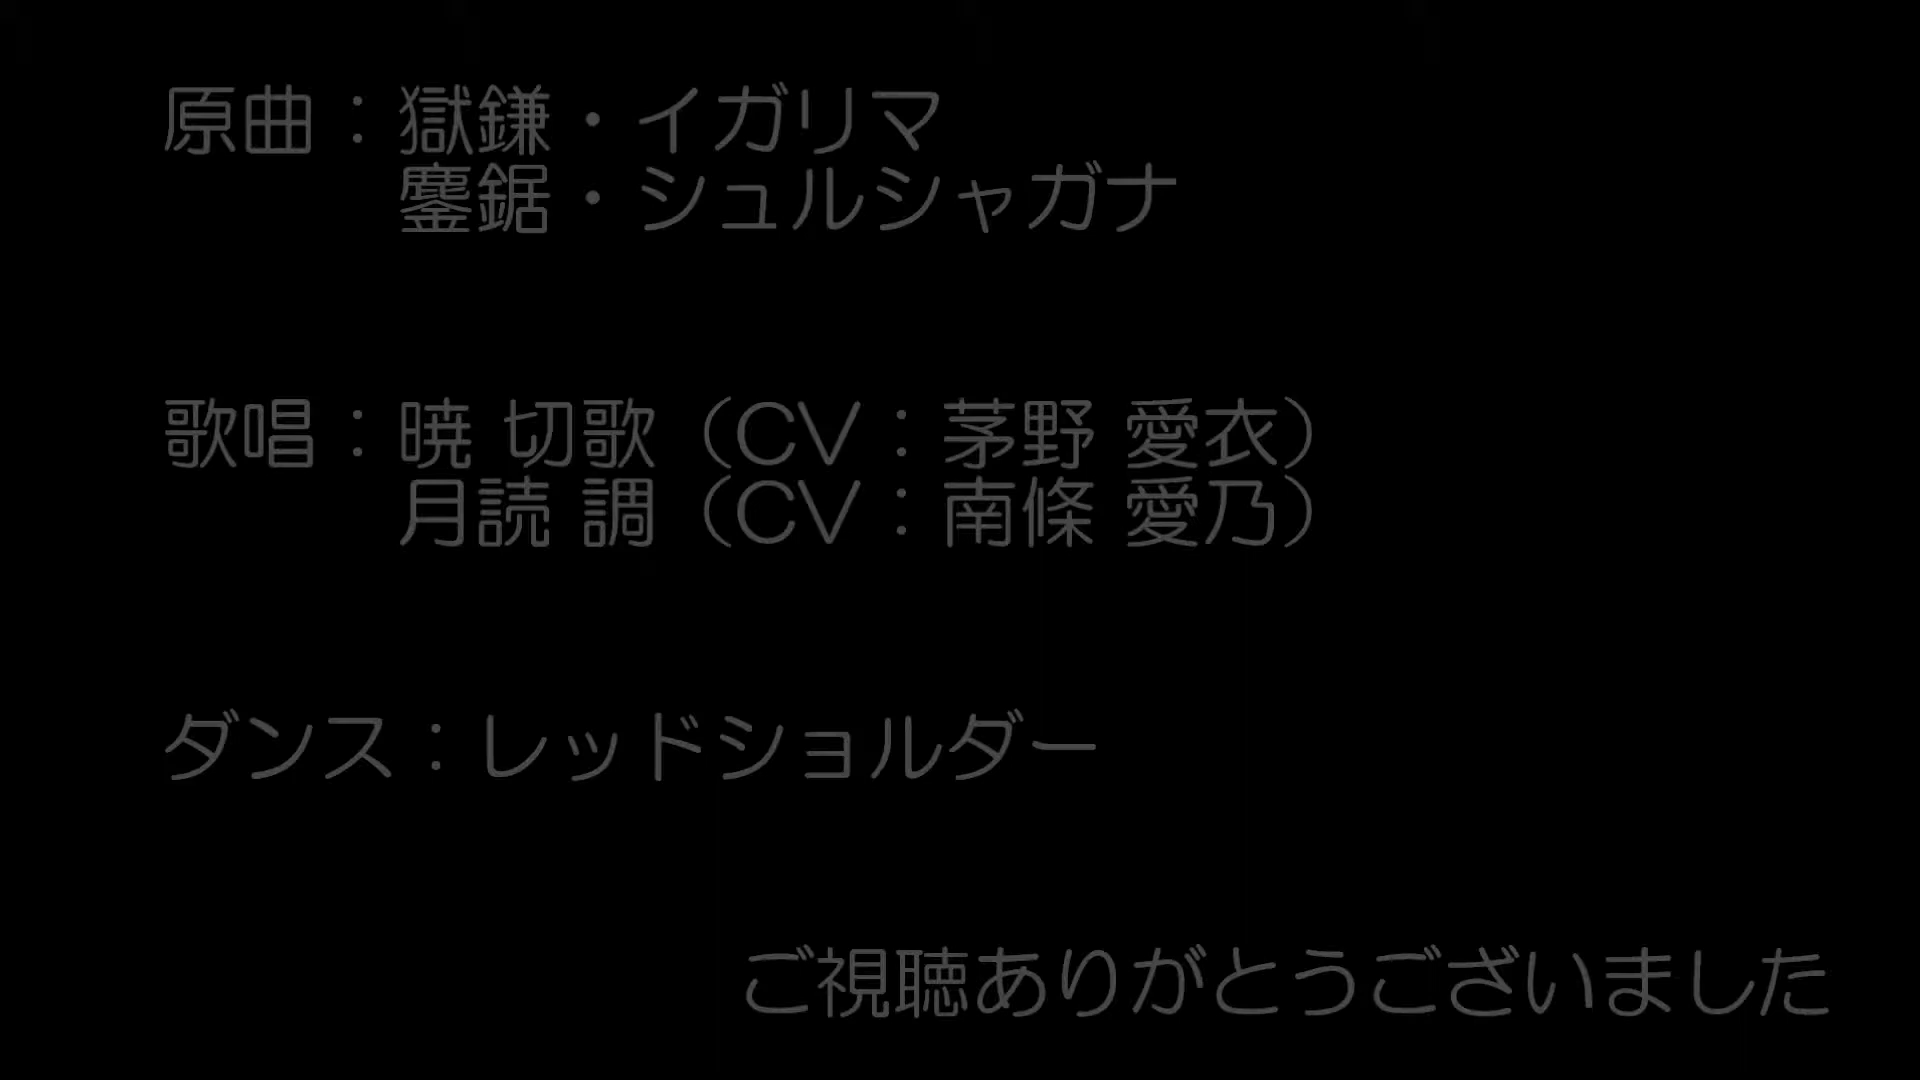 原曲：獄鎌・イガリマ
鏖鋸・シュルシャガナ
歌唱：暁 切歌（CV：茅野 愛衣）
月読 調（CV：南條 愛乃）
ダンス：レッドショルダー
ご視聴ありがとうございました